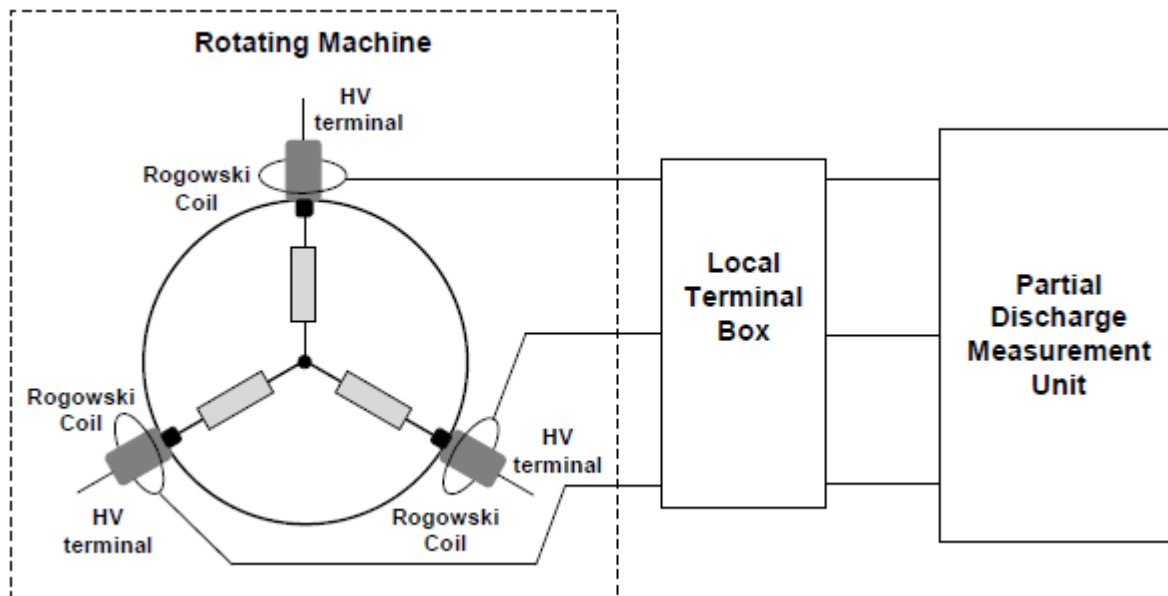 Rotating Machine
HV
terminal
Rogowski
Coil
Local
Terminal
Box
Partial
Discharge
Measurement
Unit
Rogowski
Coil
HV
terminal
HV
terminal
Rogowski
Coil